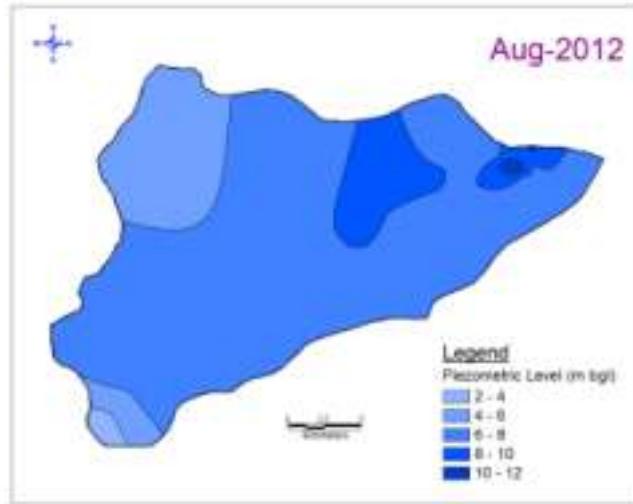 Aug-2012
Legend
Piezometric Level (m bgl)
2 - 4
4 - 6
6 - 8
8 - 10
10 - 12